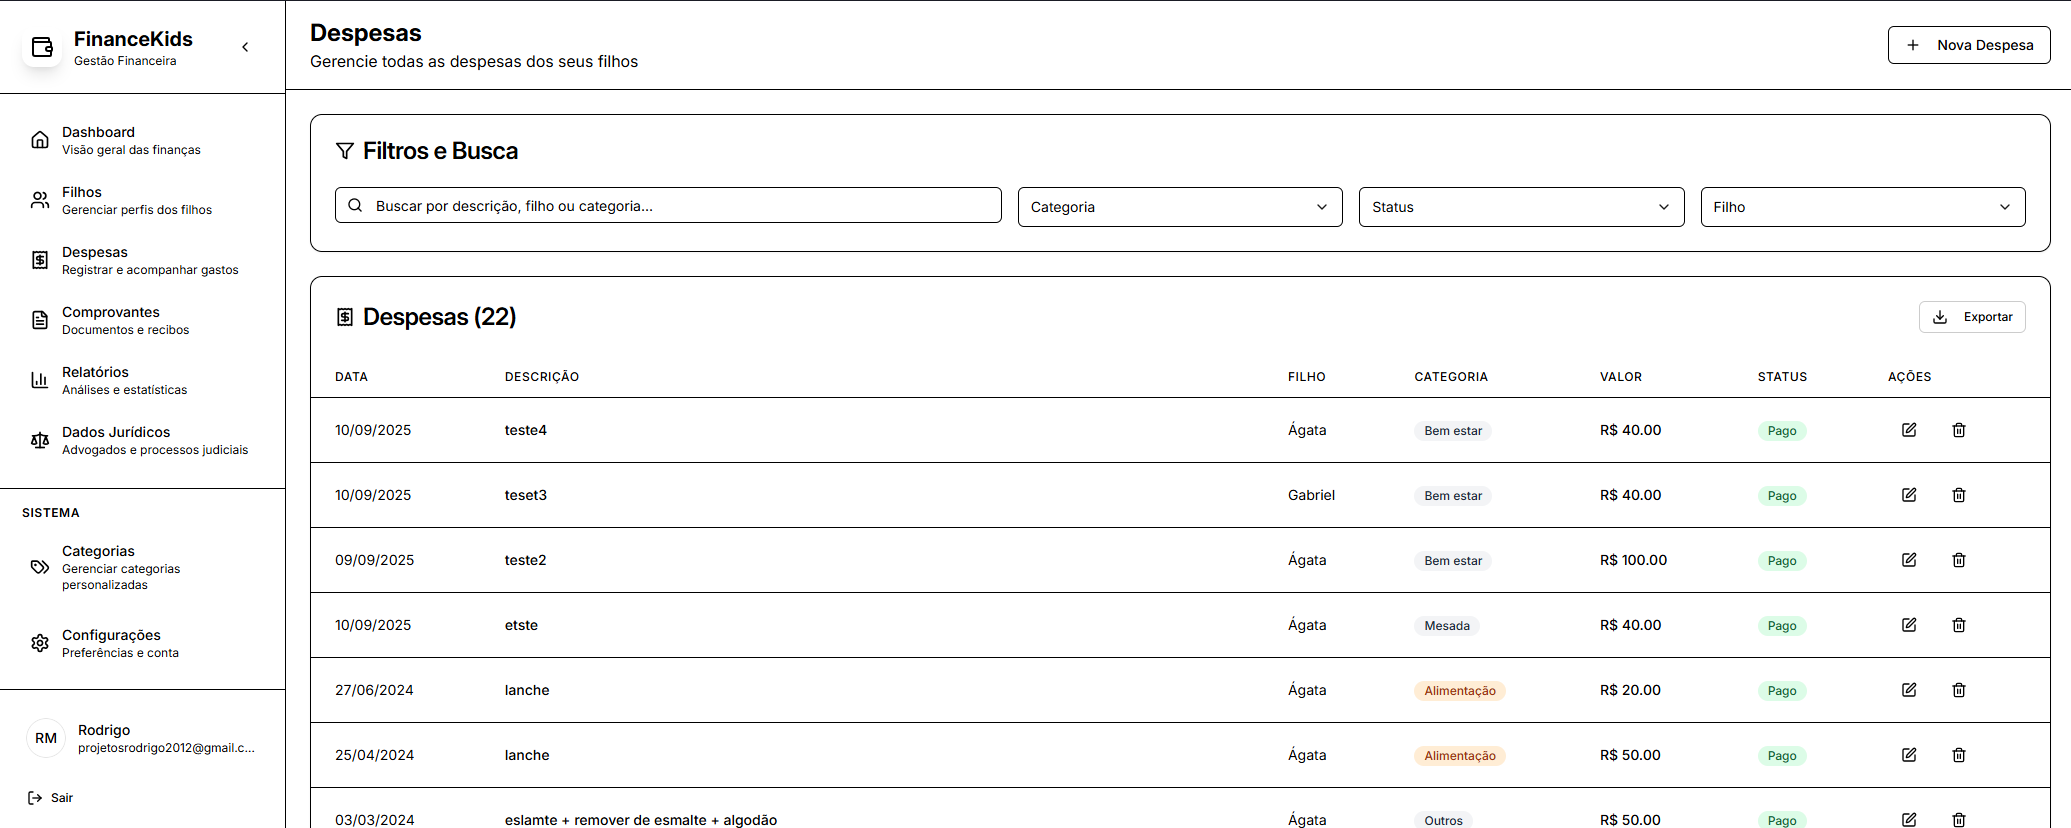 FinanceKids
Gestão Financeira
Dashboard
Visão geral das finanças
Filhos
Gerenciar perfis dos filhos
Despesas
Registrar e acompanhar gastos
Comprovantes
Documentos e recibos
Relatórios
Análises e estatísticas
Dados Jurídicos
Advogados e processos judiciais
SISTEMA
Categorias
Gerenciar categorias
personalizadas
Configurações
Preferências e conta
RM
Rodrigo
projetosrodrigo2012@gmail.c...
Sair
Despesas
Gerencie todas as despesas dos seus filhos
Nova Despesa
Filtros e Busca
Buscar por descrição, filho ou categoria...
Categoria
Status
Filho
Despesas (22)
Exportar
DATA DESCRIÇÃO FILHO CATEGORIA VALOR STATUS AÇÕES
10/09/2025 teste4 Ágata Bem estar R$ 40.00 Pago
10/09/2025 teset3 Gabriel Bem estar R$ 40.00 Pago
09/09/2025 teste2 Ágata Bem estar R$ 100.00 Pago
10/09/2025 etste Ágata Mesada R$ 40.00 Pago
27/06/2024 lanche Ágata Alimentação R$ 20.00 Pago
25/04/2024 lanche Ágata Alimentação R$ 50.00 Pago
03/03/2024 eslamte + remover de esmalte + algodão Ágata Outros R$ 50.00 Pago